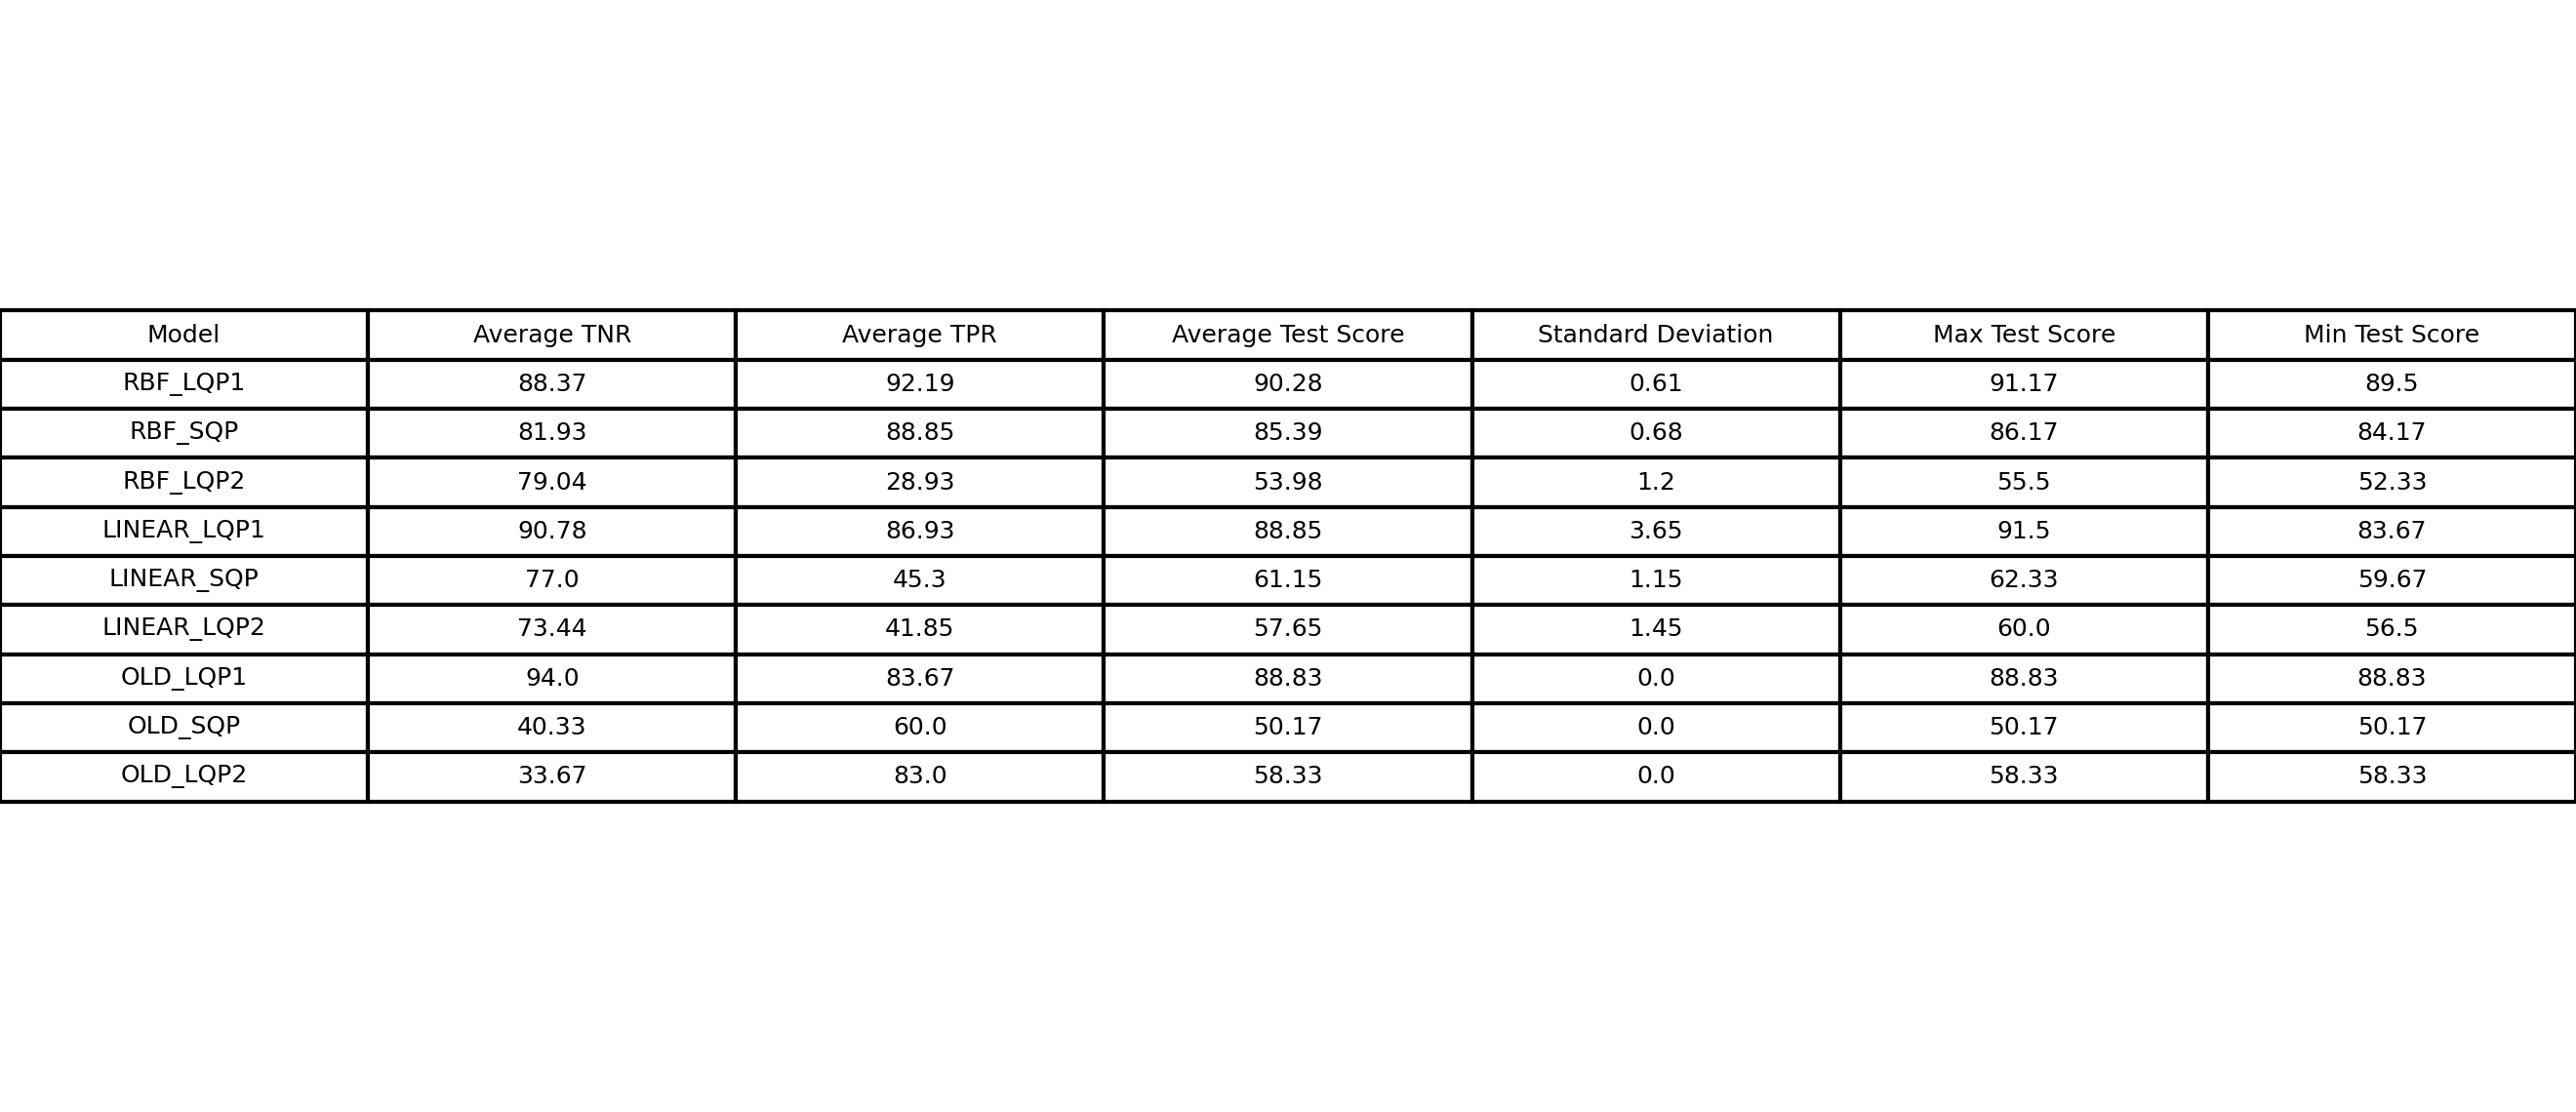 Model Average TNR Average TPR Average Test Score Standard Deviation Max Test Score Min Test Score
RBF_LQP1 88.37 92.19 90.28 0.61 91.17 89.5
RBF_SQP 81.93 88.85 85.39 0.68 86.17 84.17
RBF_LQP2 79.04 28.93 53.98 1.2 55.5 52.33
LINEAR_LQP1 90.78 86.93 88.85 3.65 91.5 83.67
LINEAR_SQP 77.0 45.3 61.15 1.15 62.33 59.67
LINEAR_LQP2 73.44 41.85 57.65 1.45 60.0 56.5
OLD_LQP1 94.0 83.67 88.83 0.0 88.83 88.83
OLD_SQP 40.33 60.0 50.17 0.0 50.17 50.17
OLD_LQP2 33.67 83.0 58.33 0.0 58.33 58.33